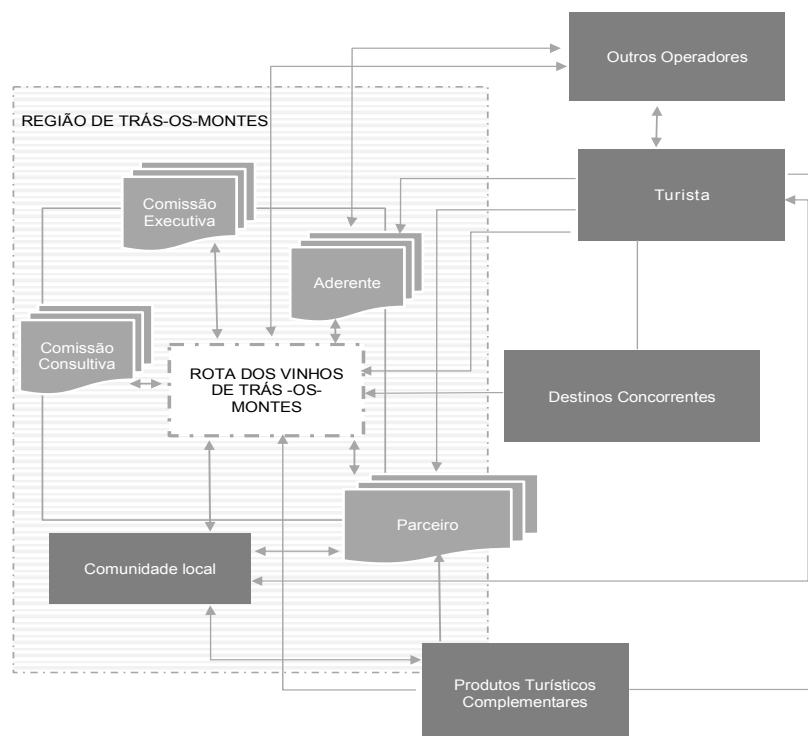 Outros Operadores
REGIÃO DE TRÁS-OS-MONTES
Comissão
Executiva
Turista
Aderente
Comissão
Consultiva
ROTA DOS VINHOS
DE TRÁS -OS-
MONTES
Destinos Concorrentes
Parceiro
Comunidade local
Produtos Turísticos
Complementares